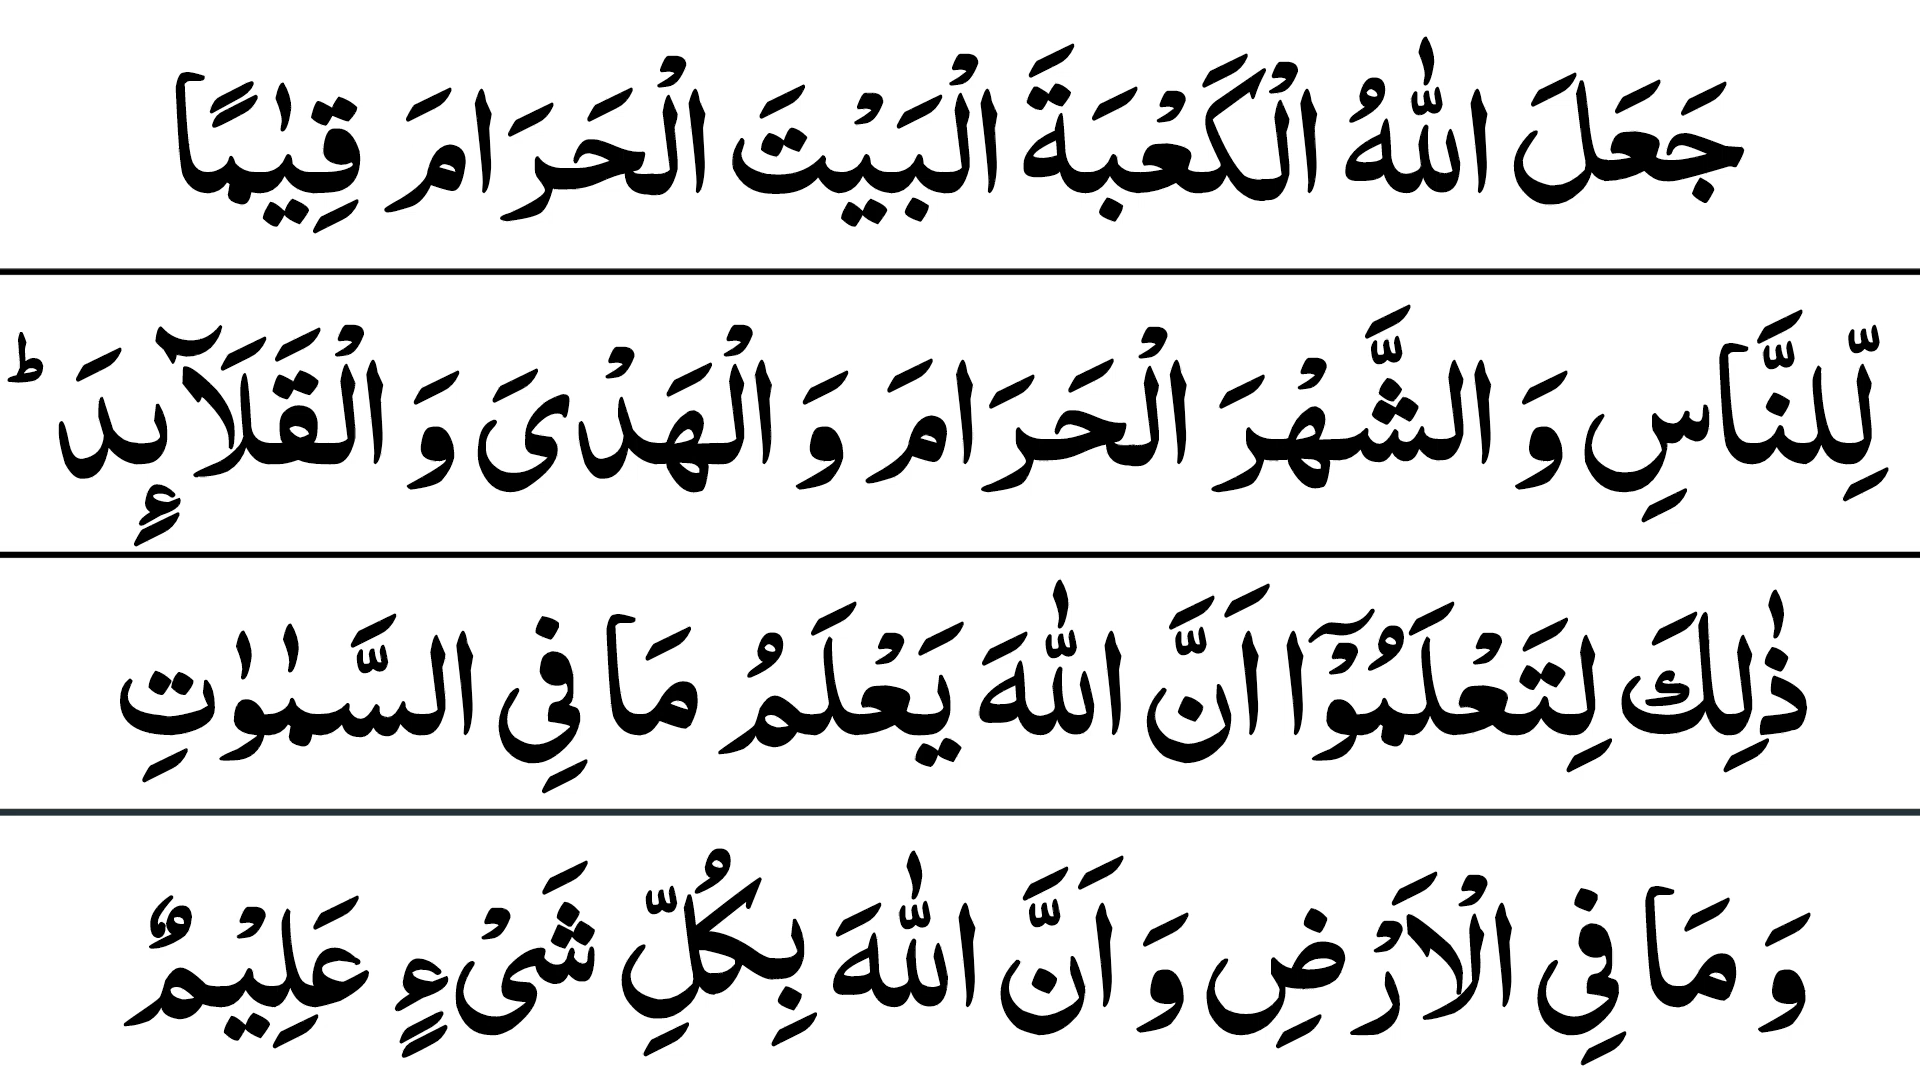 جَعَلَ اللّٰهُ الْكَعْبَةَ الْبَیْتَ الْحَرَامَ قِیٰمًا
لِّلنَّاسِ وَ الشَّهْرَ الْحَرَامَ وَ الْهَدْیَ وَ الْقَلَآىٕدَ ؕ
ذٰلِكَ لِتَعْلَمُوْۤا اَنَّ اللّٰهَ یَعْلَمُ مَا فِی السَّمٰوٰتِ
وَ مَا فِی الْاَرْضِ وَ اَنَّ اللّٰهَ بِكُلِّ شَیْءٍ عَلِیْمٌ